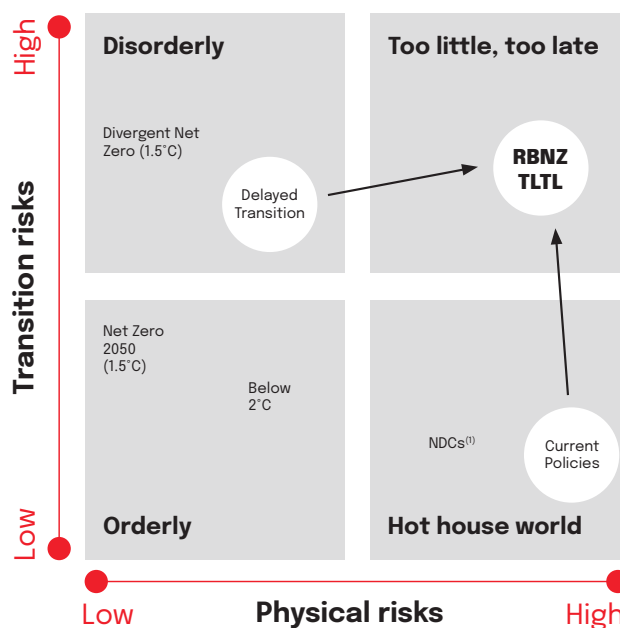 High
Disorderly
Too little, too late
Divergent Net
Zero (1.5°C)
Delayed
Transition
RBNZ
TLTL
Transition risks
Net Zero
2050
(1.5°C)
Below
2°C
NDCs(1)
Current
Policies
Orderly
Hot house world
Low
Low
Physical risks
High